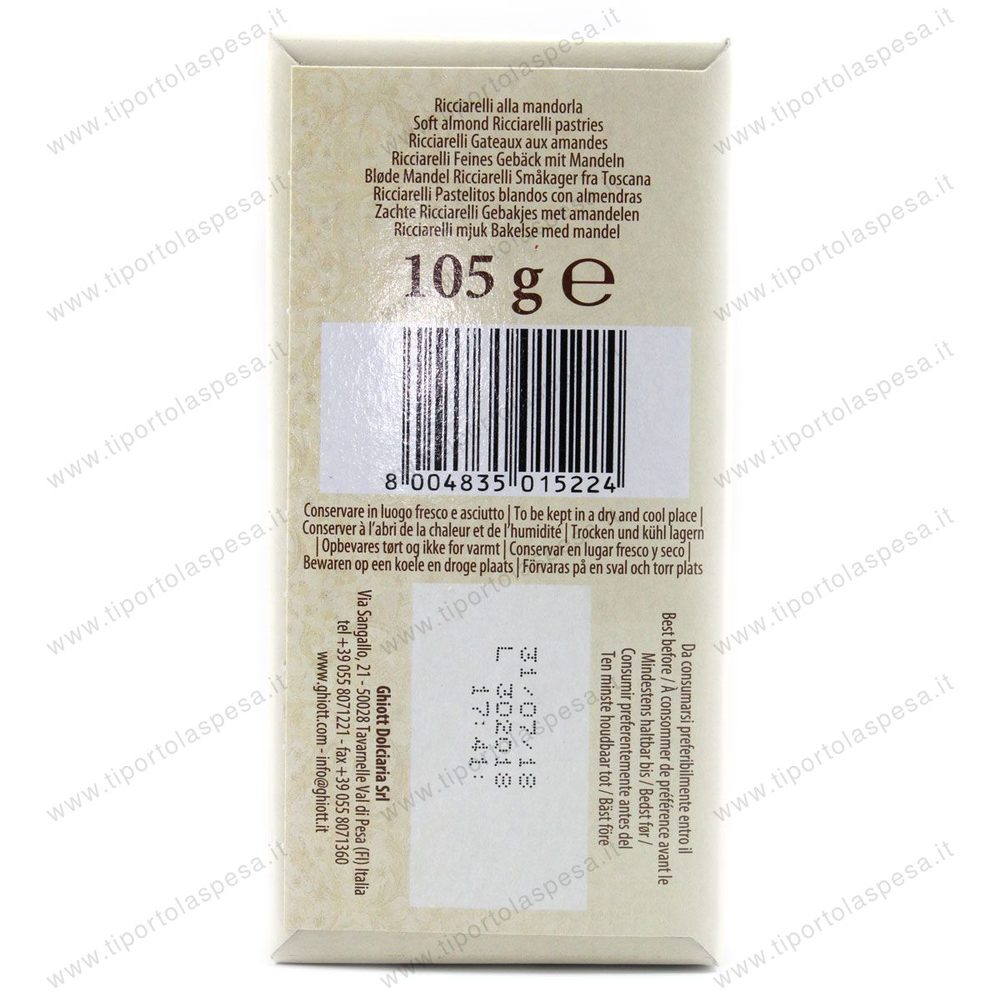 Ricciarelli alla mandorla
Soft almond Ricciarelli pastries
Ricciarelli Gateaux aux amandes
Ricciarelli Feines Gebäck mit Mandeln
Bløde Mandel Ricciarelli Småkager fra Toscana
Ricciarelli Pastelitos blandos con almendras
Zachte Ricciarelli Gebakjes met amandelen
Ricciarelli mjuk Bakelse med mandel
105 g ℮
8 004835 015224
Conservare in luogo fresco e asciutto | To be kept in a dry and cool place |
Conserver à l'abri de la chaleur et de l'humidité | Trocken und kühl lagern
| Opbevares tørt og ikke for varmt | Conservar en lugar fresco y seco |
Bewaren op een koele en droge plaats | Förvaras på en sval och torr plats
Da consumarsi preferibilmente entro il
Best before / À consommer de préférence avant le
Mindestens haltbar bis / Bedst før /
Consumir preferentemente antes del
Ten minste houdbaar tot / Bäst före
31/07/18
L 302918
17:41:
Ghiott Dolciaria Srl
Via Sangallo, 21 - 50028 Tavarnelle Val di Pesa (FI) Italia
tel +39 055 8071221 - fax +39 055 8071360
www.ghiott.com - info@ghiott.it
www.tiportolaspesa.it